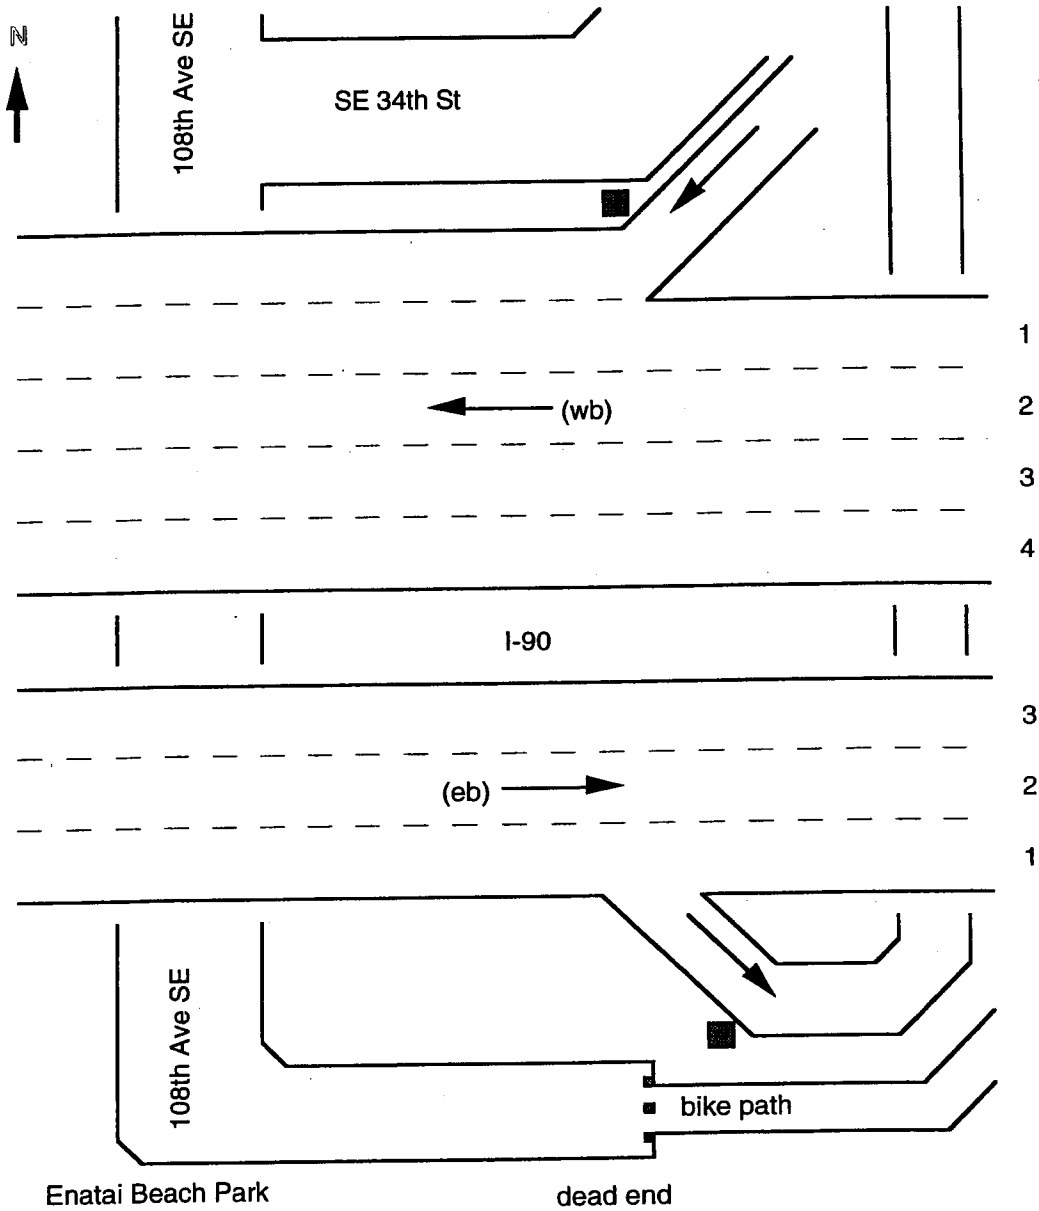 N
108th Ave SE
SE 34th St
1
(wb)
2
3
4
I-90
3
(eb)
2
1
108th Ave SE
bike path
Enatai Beach Park
dead end